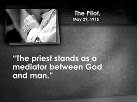 The Pilot,
May 29, 1915
"The priest stands as a
mediator between God
and man."